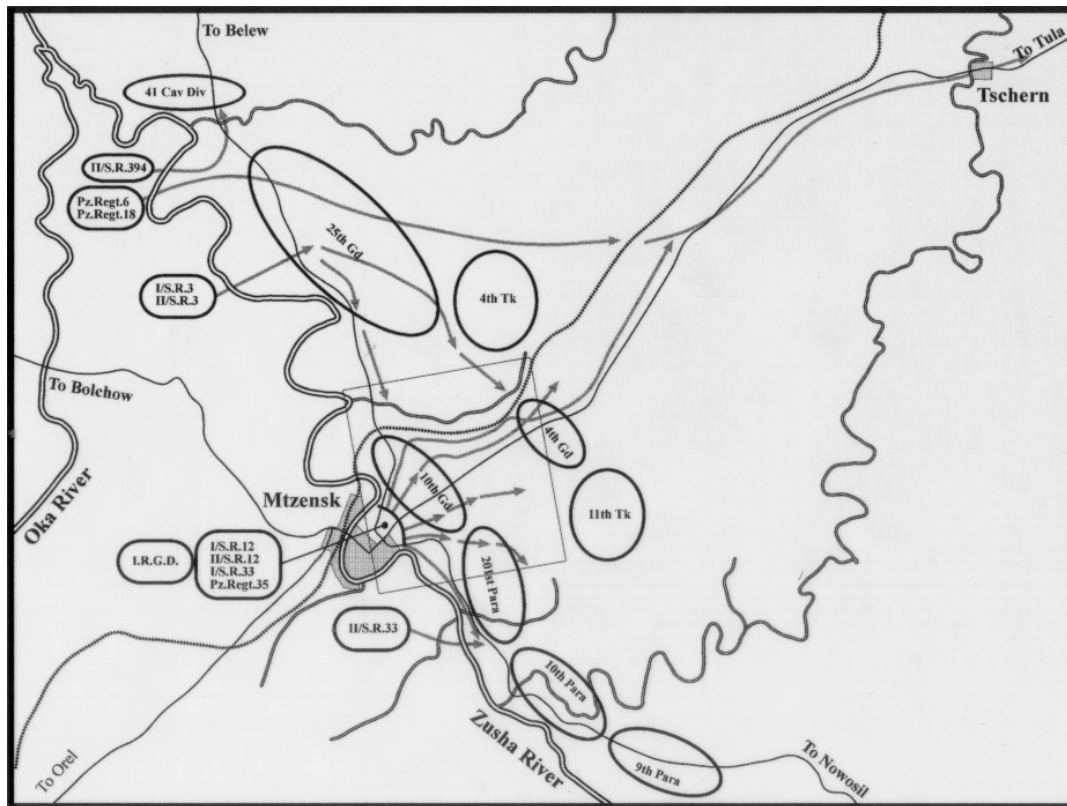 To Belew
To Tula
41 Cav Div
Tschern
II/S.R.394
Pz.Regt.6
Pz.Regt.18
25th Gd
I/S.R.3
II/S.R.3
4th Tk
To Bolchow
4th Gd
10th Gd
Mtzensk
Oka River
11th Tk
I.R.G.D.
I/S.R.12
II/S.R.12
I/S.R.33
Pz.Regt.35
201st Para
II/S.R.33
10th Para
Zusha River
To Orel
9th Para
To Nowosil